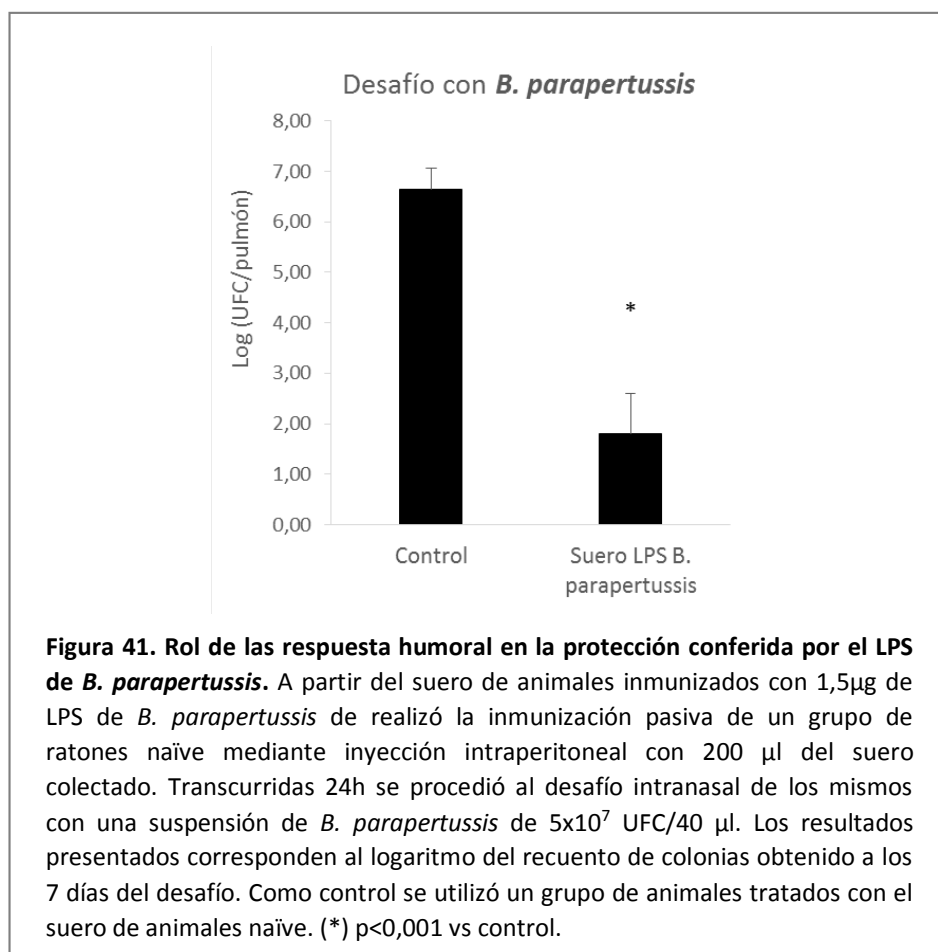 Desafío con B. parapertussis
8,00
7,00
6,00
5,00
4,00
3,00
2,00
1,00
0,00
Log (UFC/pulmón)
*
Control
Suero LPS B.
parapertussis
Figura 41. Rol de las respuesta humoral en la protección conferida por el LPS
de B. parapertussis. A partir del suero de animales inmunizados con 1,5µg de
LPS de B. parapertussis de realizó la inmunización pasiva de un grupo de
ratones naïve mediante inyección intraperitoneal con 200 µl del suero
colectado. Transcurridas 24h se procedió al desafío intranasal de los mismos
con una suspensión de B. parapertussis de 5x10⁷ UFC/40 µl. Los resultados
presentados corresponden al logaritmo del recuento de colonias obtenido a los
7 días del desafío. Como control se utilizó un grupo de animales tratados con el
suero de animales naïve. (*) p<0,001 vs control.